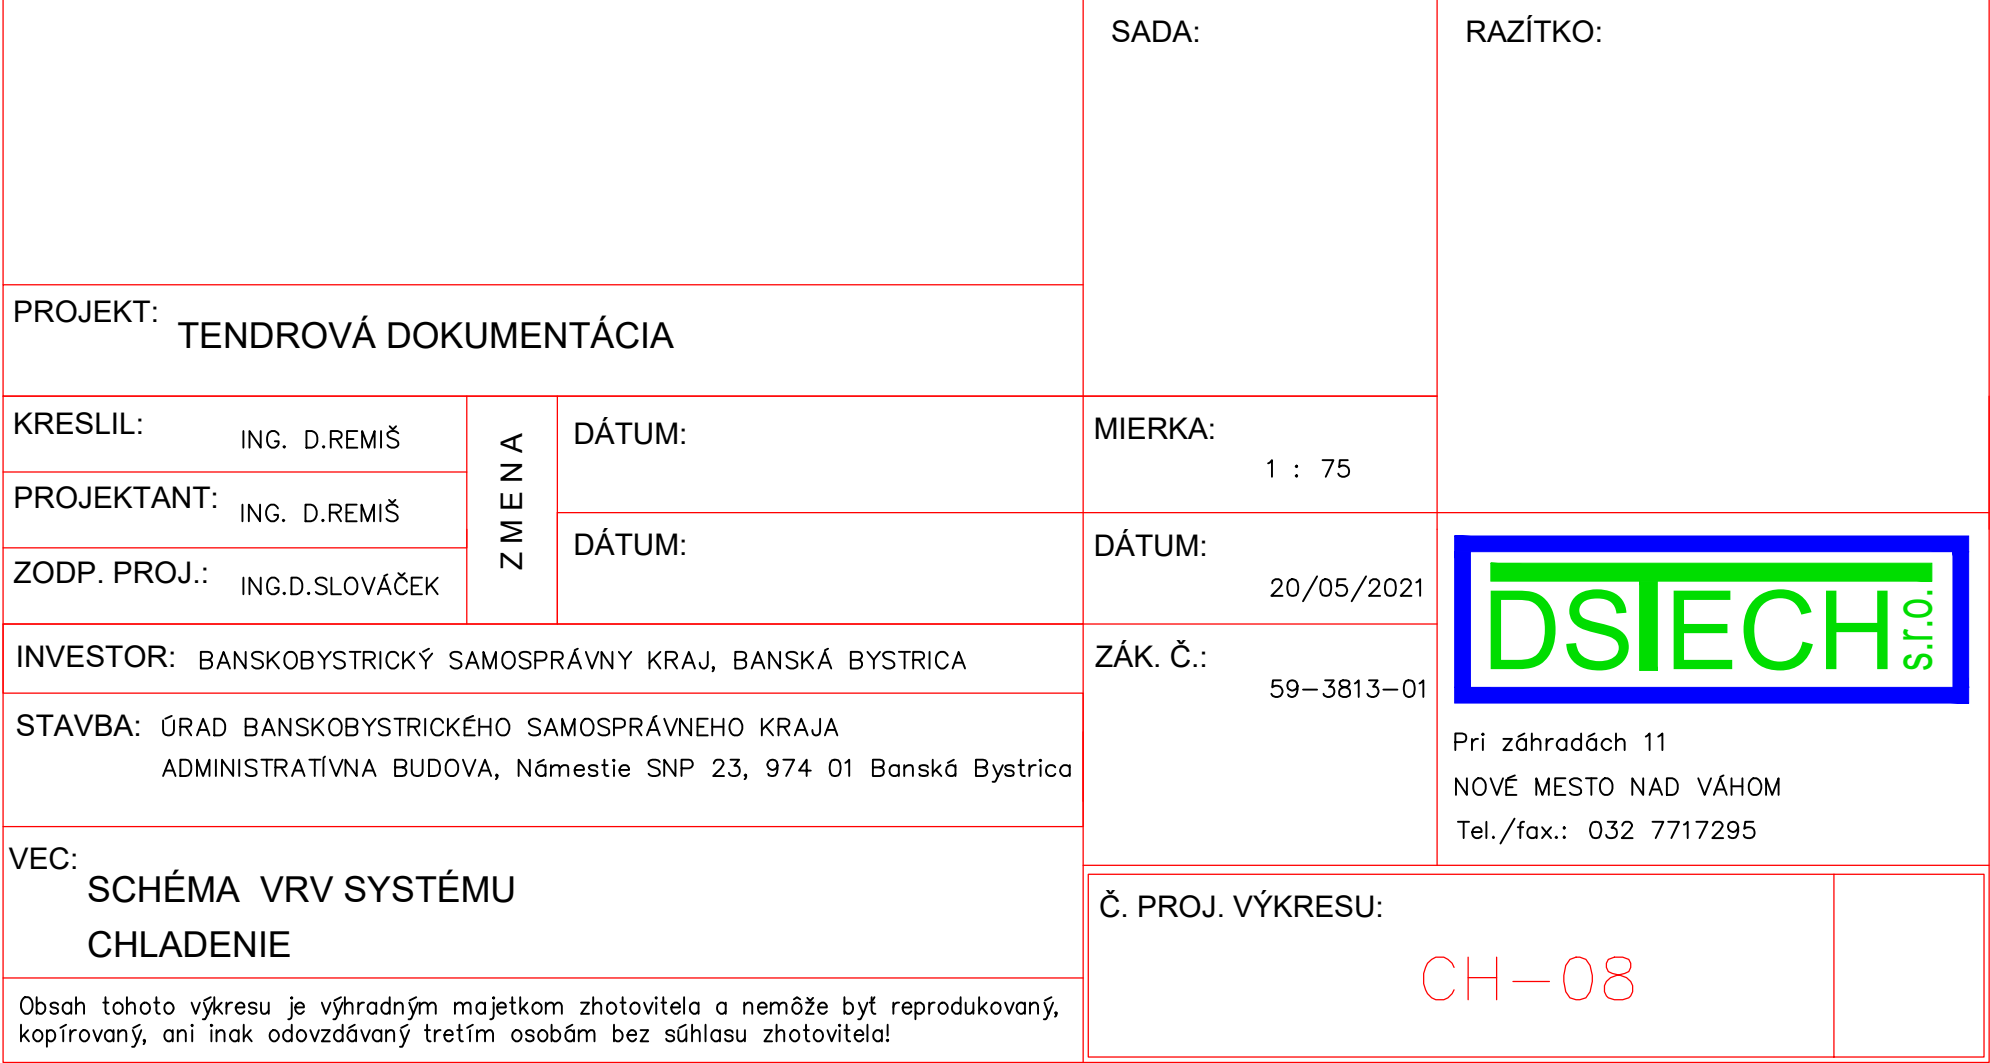 SADA:
RAZÍTKO:
PROJEKT:
TENDROVÁ DOKUMENTÁCIA
KRESLIL: ING. D.REMIŠ
PROJEKTANT: ING. D.REMIŠ
ZODP. PROJ.: ING.D.SLOVÁČEK
ZMENA
DÁTUM:
DÁTUM:
MIERKA:
1 : 75
DÁTUM:
20/05/2021
INVESTOR: BANSKOBYSTRICKÝ SAMOSPRÁVNY KRAJ, BANSKÁ BYSTRICA
ZÁK. Č.:
59-3813-01
STAVBA: ÚRAD BANSKOBYSTRICKÉHO SAMOSPRÁVNEHO KRAJA
ADMINISTRATÍVNA BUDOVA, Námestie SNP 23, 974 01 Banská Bystrica
DSTECH s.r.o.
Pri záhradách 11
NOVÉ MESTO NAD VÁHOM
Tel./fax.: 032 7717295
VEC:
SCHÉMA VRV SYSTÉMU
CHLADENIE
Č. PROJ. VÝKRESU:
CH-08
Obsah tohoto výkresu je výhradným majetkom zhotovitela a nemôže byť reprodukovaný,
kopírovaný, ani inak odovzdávaný tretím osobám bez súhlasu zhotovitela!